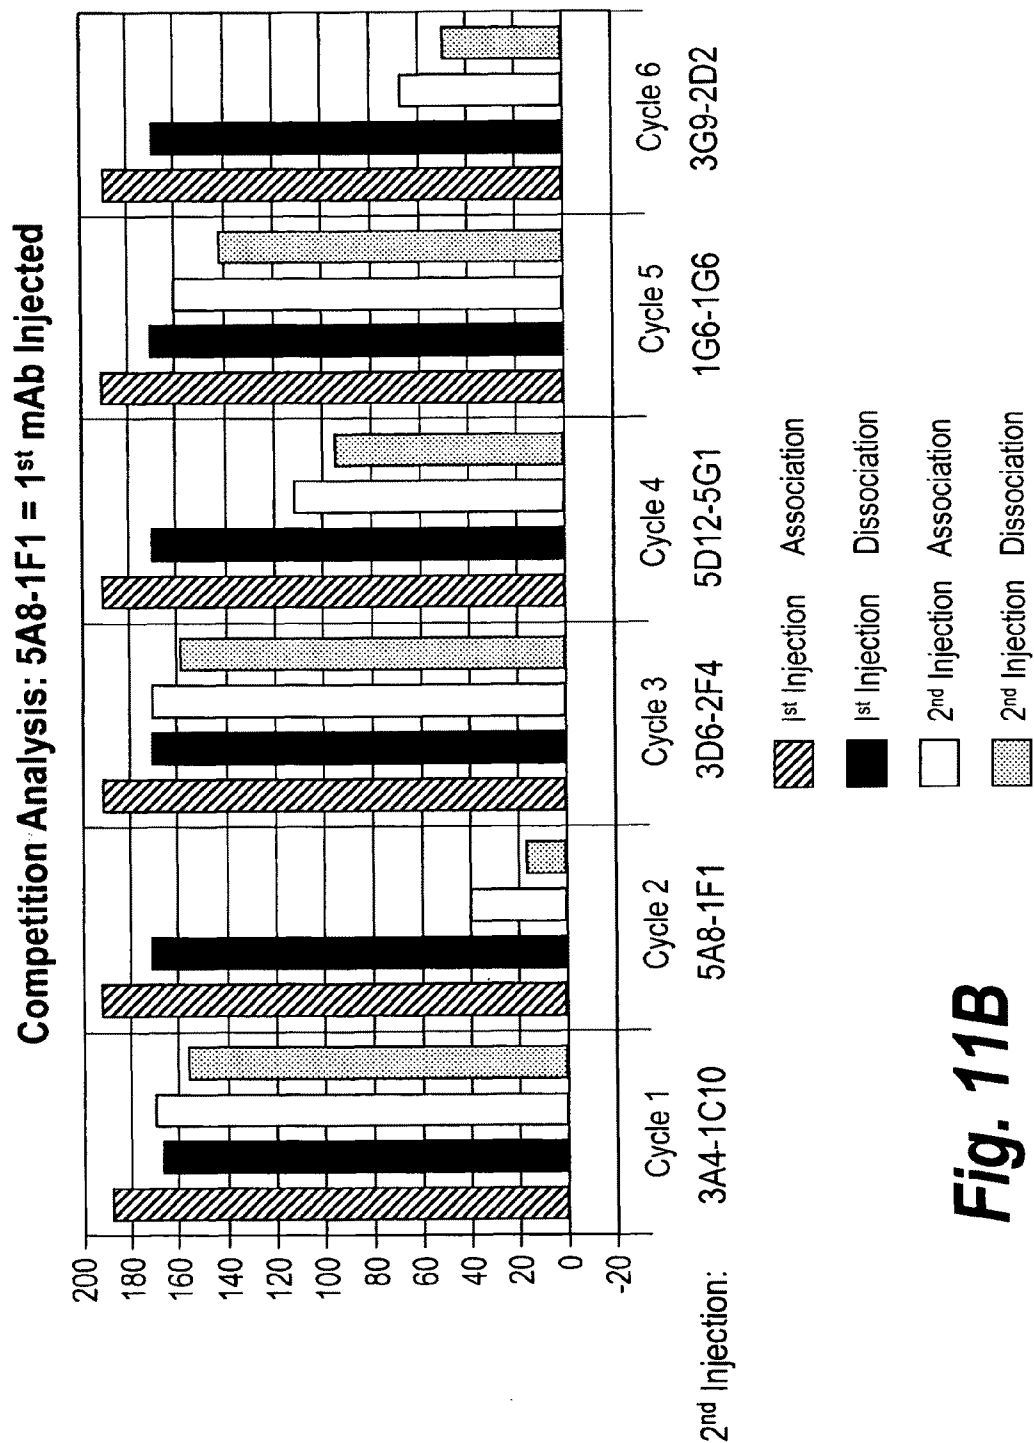 Competition Analysis: 5A8-1F1 = 1st mAb Injected
200
180
160
140
120
100
80
60
40
20
0
-20
Cycle 1 Cycle 2 Cycle 3 Cycle 4 Cycle 5 Cycle 6
2nd Injection: 3A4-1C10 5A8-1F1 3D6-2F4 5D12-5G1 1G6-1G6 3G9-2D2
Ist Injection Association
Ist Injection Dissociation
2nd Injection Association
2nd Injection Dissociation
Fig. 11B